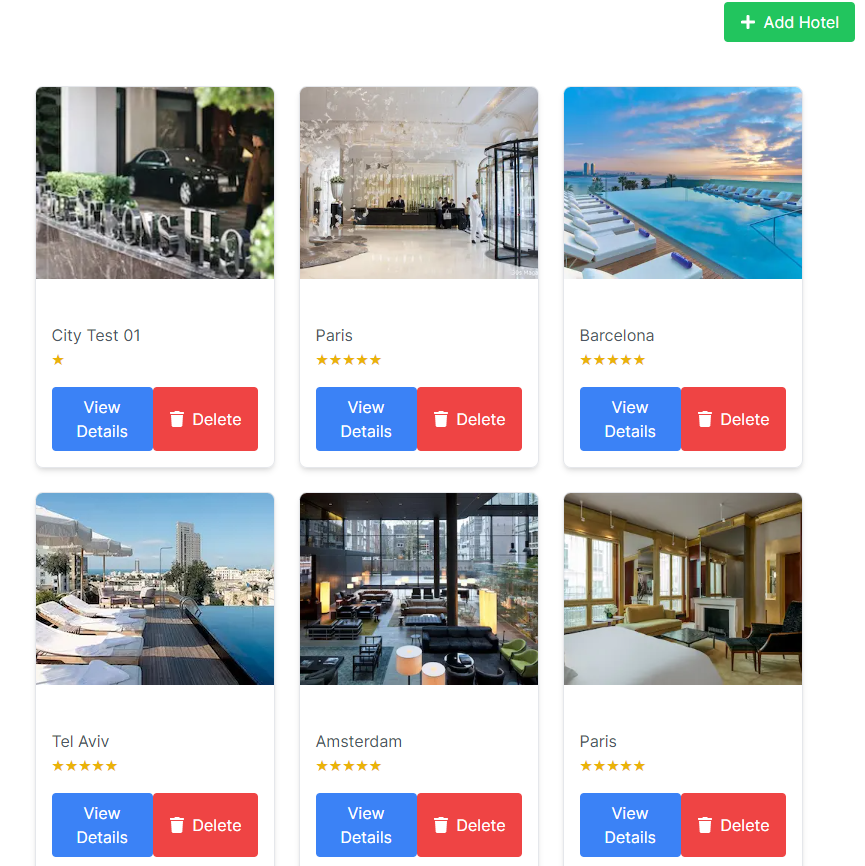 Add Hotel
City Test 01
★
View
Details
Delete
Paris
★★★★★
View
Details
Delete
Barcelona
★★★★★
View
Details
Delete
Tel Aviv
★★★★★
View
Details
Delete
Amsterdam
★★★★★
View
Details
Delete
Paris
★★★★★
View
Details
Delete